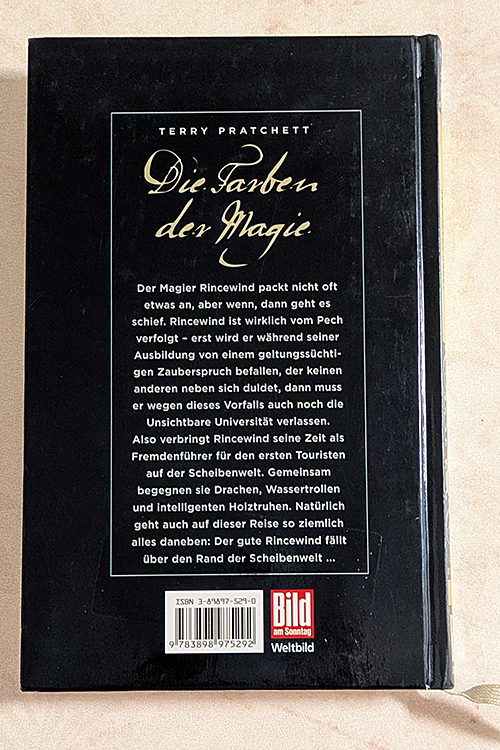 TERRY PRATCHETT
Die Farben
der Magie
Der Magier Rincewind packt nicht oft
etwas an, aber wenn, dann geht es
schief. Rincewind ist wirklich vom Pech
verfolgt – erst wird er während seiner
Ausbildung von einem geltungssüchti-
gen Zauberspruch befallen, der keinen
anderen neben sich duldet, dann muss
er wegen dieses Vorfalls auch noch die
Unsichtbare Universität verlassen.
Also verbringt Rincewind seine Zeit als
Fremdenführer für den ersten Touristen
auf der Scheibenwelt. Gemeinsam
begegnen sie Drachen, Wassertrollen
und intelligenten Holztruhen. Natürlich
geht auch auf dieser Reise so ziemlich
alles daneben: Der gute Rincewind fällt
über den Rand der Scheibenwelt ...
ISBN 3-89897-529-0
9 783898 975292
Bild
am Sonntag
Weltbild